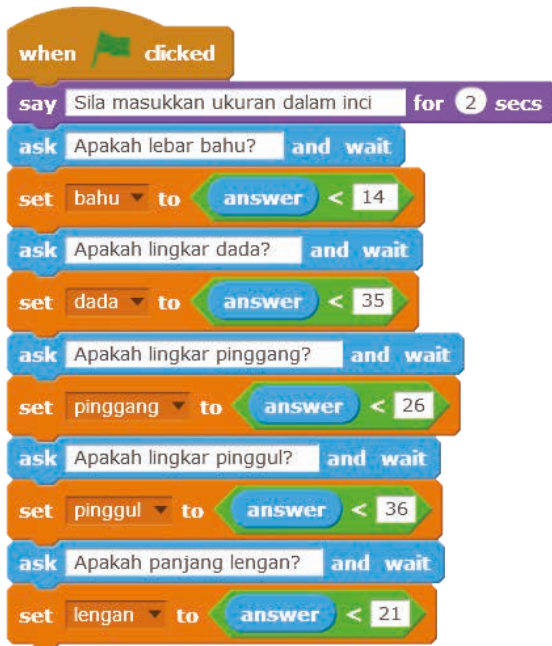 when clicked
say Sila masukkan ukuran dalam inci for 2 secs
ask Apakah lebar bahu? and wait
set bahu to answer < 14
ask Apakah lingkar dada? and wait
set dada to answer < 35
ask Apakah lingkar pinggang? and wait
set pinggang to answer < 26
ask Apakah lingkar pinggul? and wait
set pinggul to answer < 36
ask Apakah panjang lengan? and wait
set lengan to answer < 21